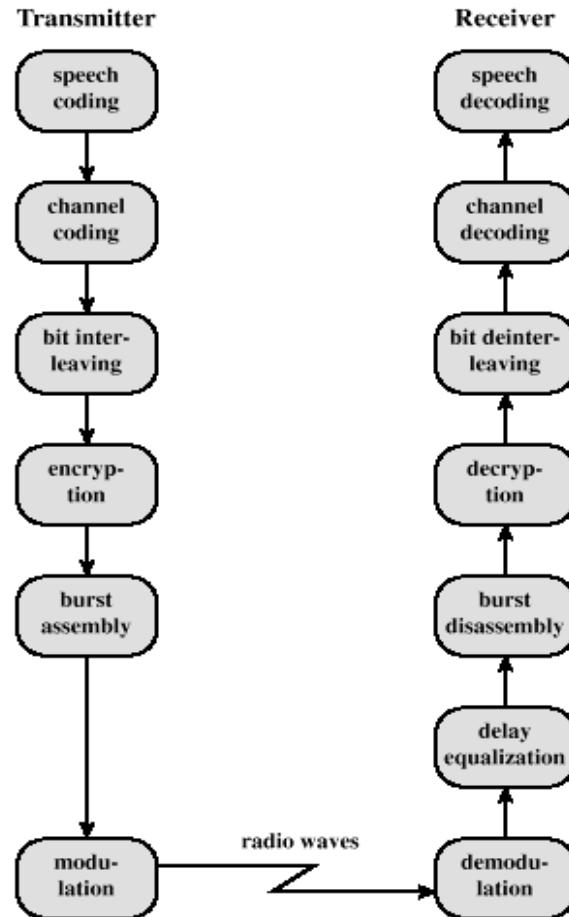 Transmitter
speech
coding
channel
coding
bit inter-
leaving
encryp-
tion
burst
assembly
modu-
lation
radio waves
Receiver
speech
decoding
channel
decoding
bit deinter-
leaving
decryp-
tion
burst
disassembly
delay
equalization
demodu-
lation